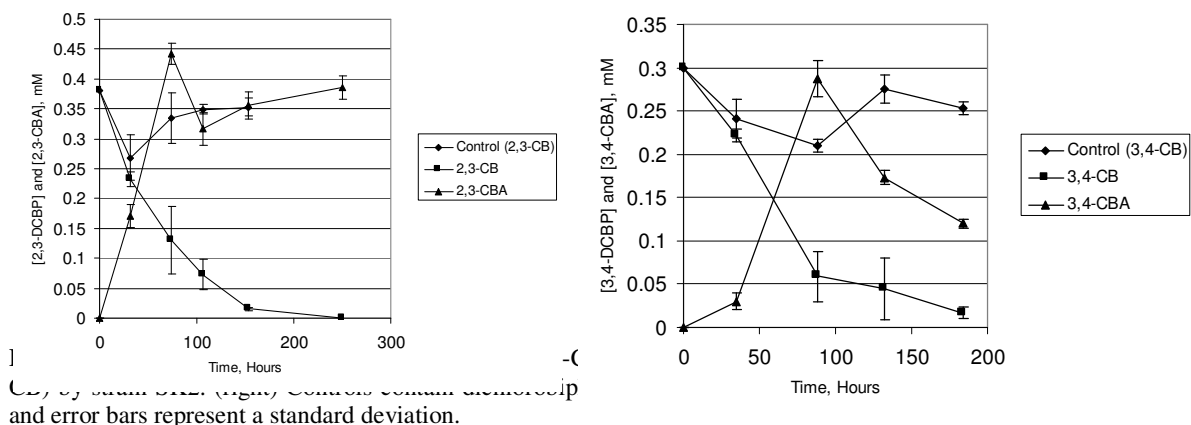 0.5
0.45
0.4
0.35
0.3
0.25
0.2
0.15
0.1
0.05
0
[2,3-DCBP] and [2,3-CBA], mM
0 100 200 300
Time, Hours
Control (2,3-CB)
2,3-CB
2,3-CBA
0.35
0.3
0.25
0.2
0.15
0.1
0.05
0
[3,4-DCBP] and [3,4-CBA], mM
0 50 100 150 200
Time, Hours
Control (3,4-CB)
3,4-CB
3,4-CBA
CB) by strain SK2. (right) Controls contain
and error bars represent a standard deviation.